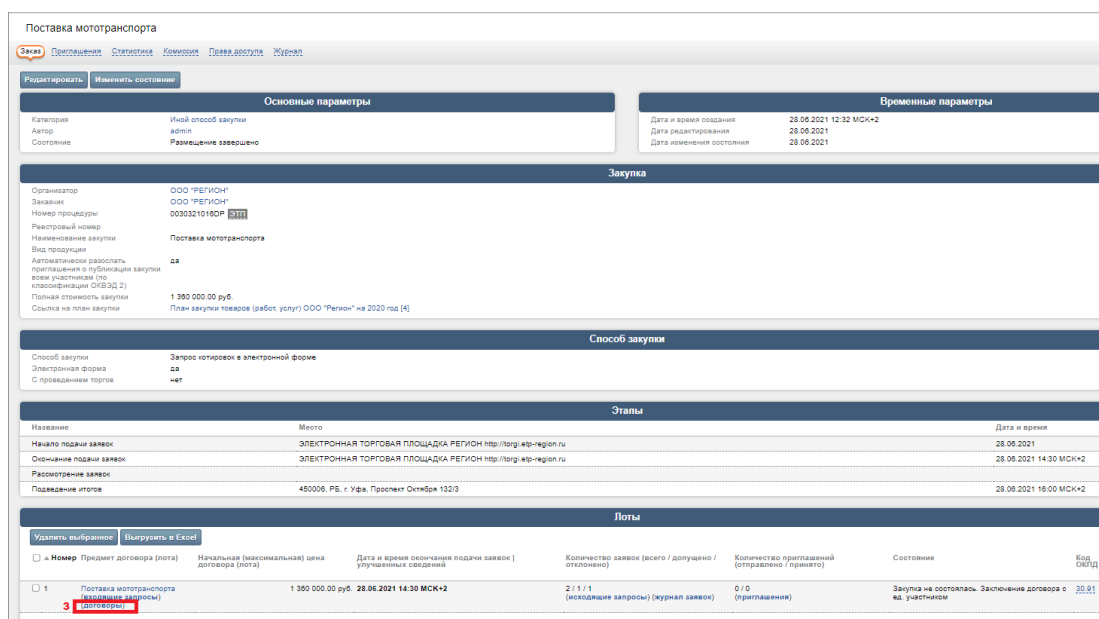 Поставка мототранспорта
Заказ Приглашения Статистика Комиссия Права доступа Журнал
Редактировать Изменить состояние
Основные параметры
Категория Иной способ закупки
Автор admin
Состояние Размещение завершено
Временные параметры
Дата и время создания 28.06.2021 12:32 МСК+2
Дата редактирования 28.06.2021
Дата изменения состояния 28.06.2021
Закупка
Организатор ООО "РЕГИОН"
Заказчик ООО "РЕГИОН"
Номер процедуры 0030321016DP ЭТП
Реестровый номер
Наименование закупки Поставка мототранспорта
Вид продукции
Автоматически разослать да
приглашения о публикации закупки
всем участникам (по
классификации ОКВЭД 2)
Полная стоимость закупки 1 360 000.00 руб.
Ссылка на план закупки План закупки товаров (работ, услуг) ООО "Регион" на 2020 год [4]
Способ закупки
Способ закупки Запрос котировок в электронной форме
Электронная форма да
С проведением торгов нет
Этапы
Название Место Дата и время
Начало подачи заявок ЭЛЕКТРОННАЯ ТОРГОВАЯ ПЛОЩАДКА РЕГИОН http://torgi.etp-region.ru 28.06.2021
Окончание подачи заявок ЭЛЕКТРОННАЯ ТОРГОВАЯ ПЛОЩАДКА РЕГИОН http://torgi.etp-region.ru 28.06.2021 14:30 МСК+2
Рассмотрение заявок
Подведение итогов 450006, РБ, г. Уфа, Проспект Октября 132/3 28.06.2021 16:00 МСК+2
Лоты
Удалить выбранное Выгрузить в Excel
Номер Предмет договора (лота) Начальная (максимальная) цена Дата и время окончания подачи заявок | Количество заявок (всего / допущено / Количество приглашений Состояние Код
договора (лота) улучшенных сведений отклонено) (отправлено / принято) ОКПД
1 Поставка мототранспорта 1 360 000.00 руб. 28.06.2021 14:30 МСК+2 2 / 1 / 1 0 / 0 Закупка не состоялась. Заключение договора с 30.91
(входящие запросы) (исходящие запросы) (журнал заявок) (приглашения) ед. участником
3 (договоры)